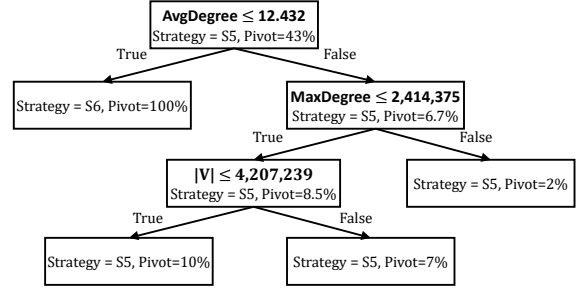 AvgDegree ≤ 12.432
Strategy = S5, Pivot=43%
True
False
Strategy = S6, Pivot=100%
MaxDegree ≤ 2,414,375
Strategy = S5, Pivot=6.7%
True
False
|V| ≤ 4,207,239
Strategy = S5, Pivot=8.5%
Strategy = S5, Pivot=2%
True
False
Strategy = S5, Pivot=10%
Strategy = S5, Pivot=7%